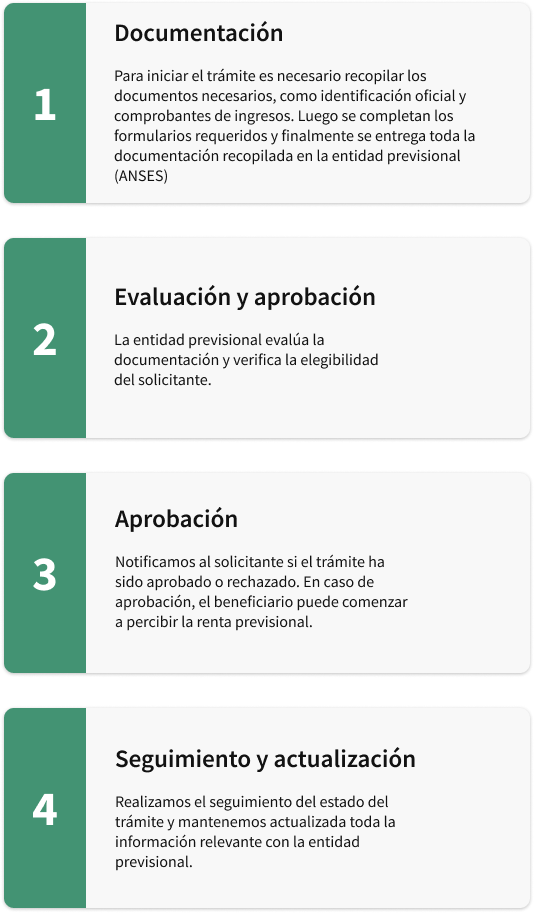 1
Documentación
Para iniciar el trámite es necesario recopilar los
documentos necesarios, como identificación oficial y
comprobantes de ingresos. Luego se completan los
formularios requeridos y finalmente se entrega toda la
documentación recopilada en la entidad previsional
(ANSES)
2
Evaluación y aprobación
La entidad previsional evalúa la
documentación y verifica la elegibilidad
del solicitante.
3
Aprobación
Notificamos al solicitante si el trámite ha
sido aprobado o rechazado. En caso de
aprobación, el beneficiario puede comenzar
a percibir la renta previsional.
4
Seguimiento y actualización
Realizamos el seguimiento del estado del
trámite y mantenemos actualizada toda la
información relevante con la entidad
previsional.